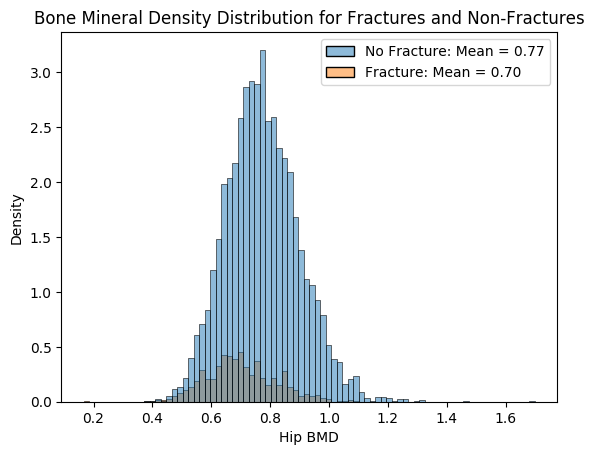 Bone Mineral Density Distribution for Fractures and Non-Fractures
No Fracture: Mean = 0.77
Fracture: Mean = 0.70
Density
3.0
2.5
2.0
1.5
1.0
0.5
0.0
0.2 0.4 0.6 0.8 1.0 1.2 1.4 1.6
Hip BMD